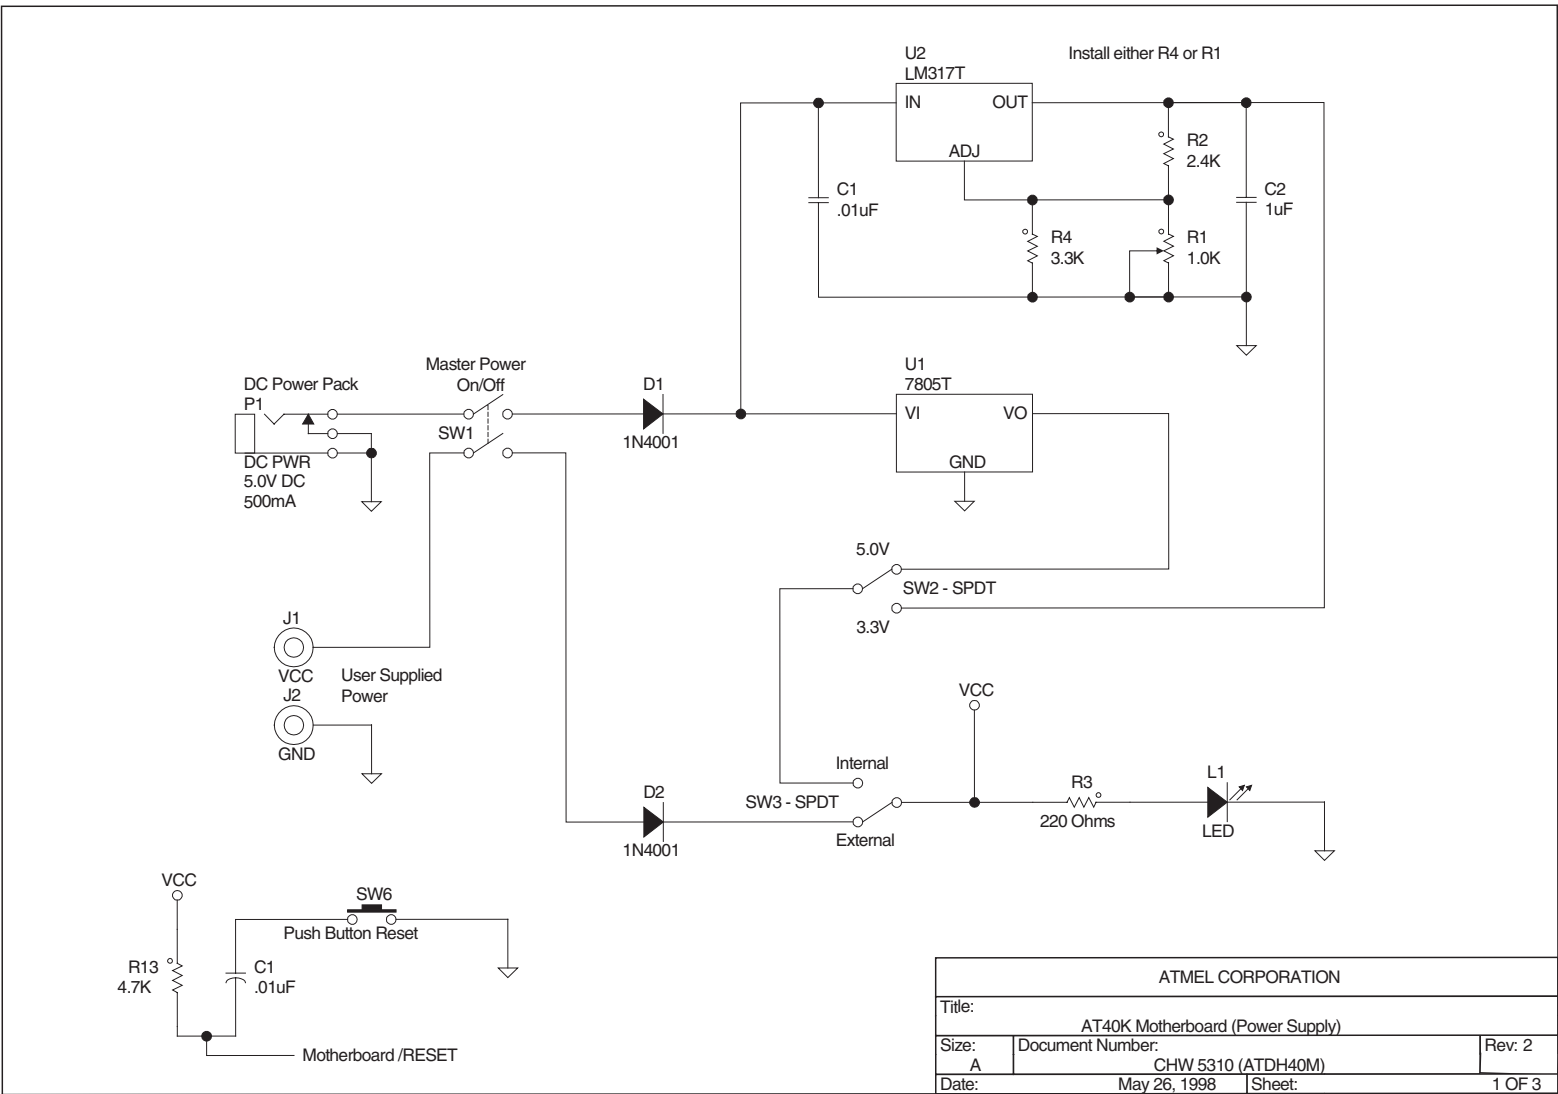 U2
LM317T
Install either R4 or R1
IN
OUT
ADJ
R2
2.4K
C1
.01uF
C2
1uF
R4
3.3K
R1
1.0K
Master Power
On/Off
SW1
DC Power Pack
P1
DC PWR
5.0V DC
500mA
D1
1N4001
U1
7805T
VI
VO
GND
5.0V
SW2 - SPDT
3.3V
J1
VCC
User Supplied
Power
J2
GND
VCC
Internal
SW3 - SPDT
External
D2
1N4001
R3
220 Ohms
L1
LED
VCC
SW6
Push Button Reset
R13
4.7K
C1
.01uF
Motherboard /RESET
ATMEL CORPORATION
Title:
AT40K Motherboard (Power Supply)
Size:
A
Document Number:
CHW 5310 (ATDH40M)
Rev: 2
Date:
May 26, 1998
Sheet:
1 OF 3